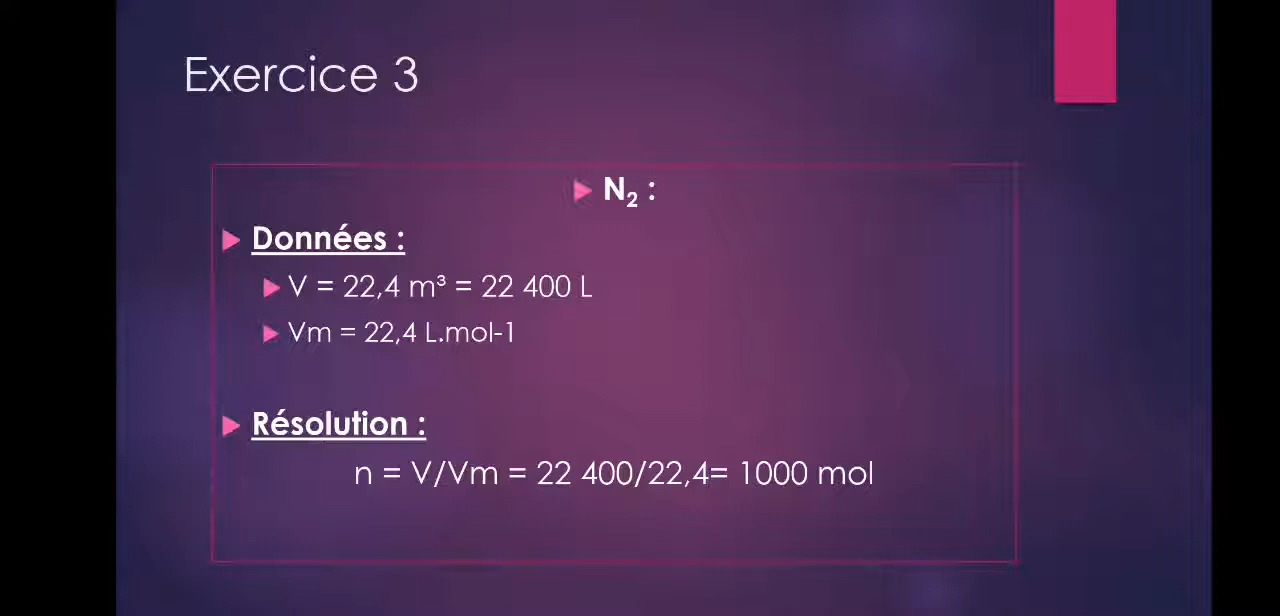 Exercice 3
N₂ :
Données :
V = 22,4 m³ = 22 400 L
Vm = 22,4 L.mol-1
Résolution :
n = V/Vm = 22 400/22,4= 1000 mol